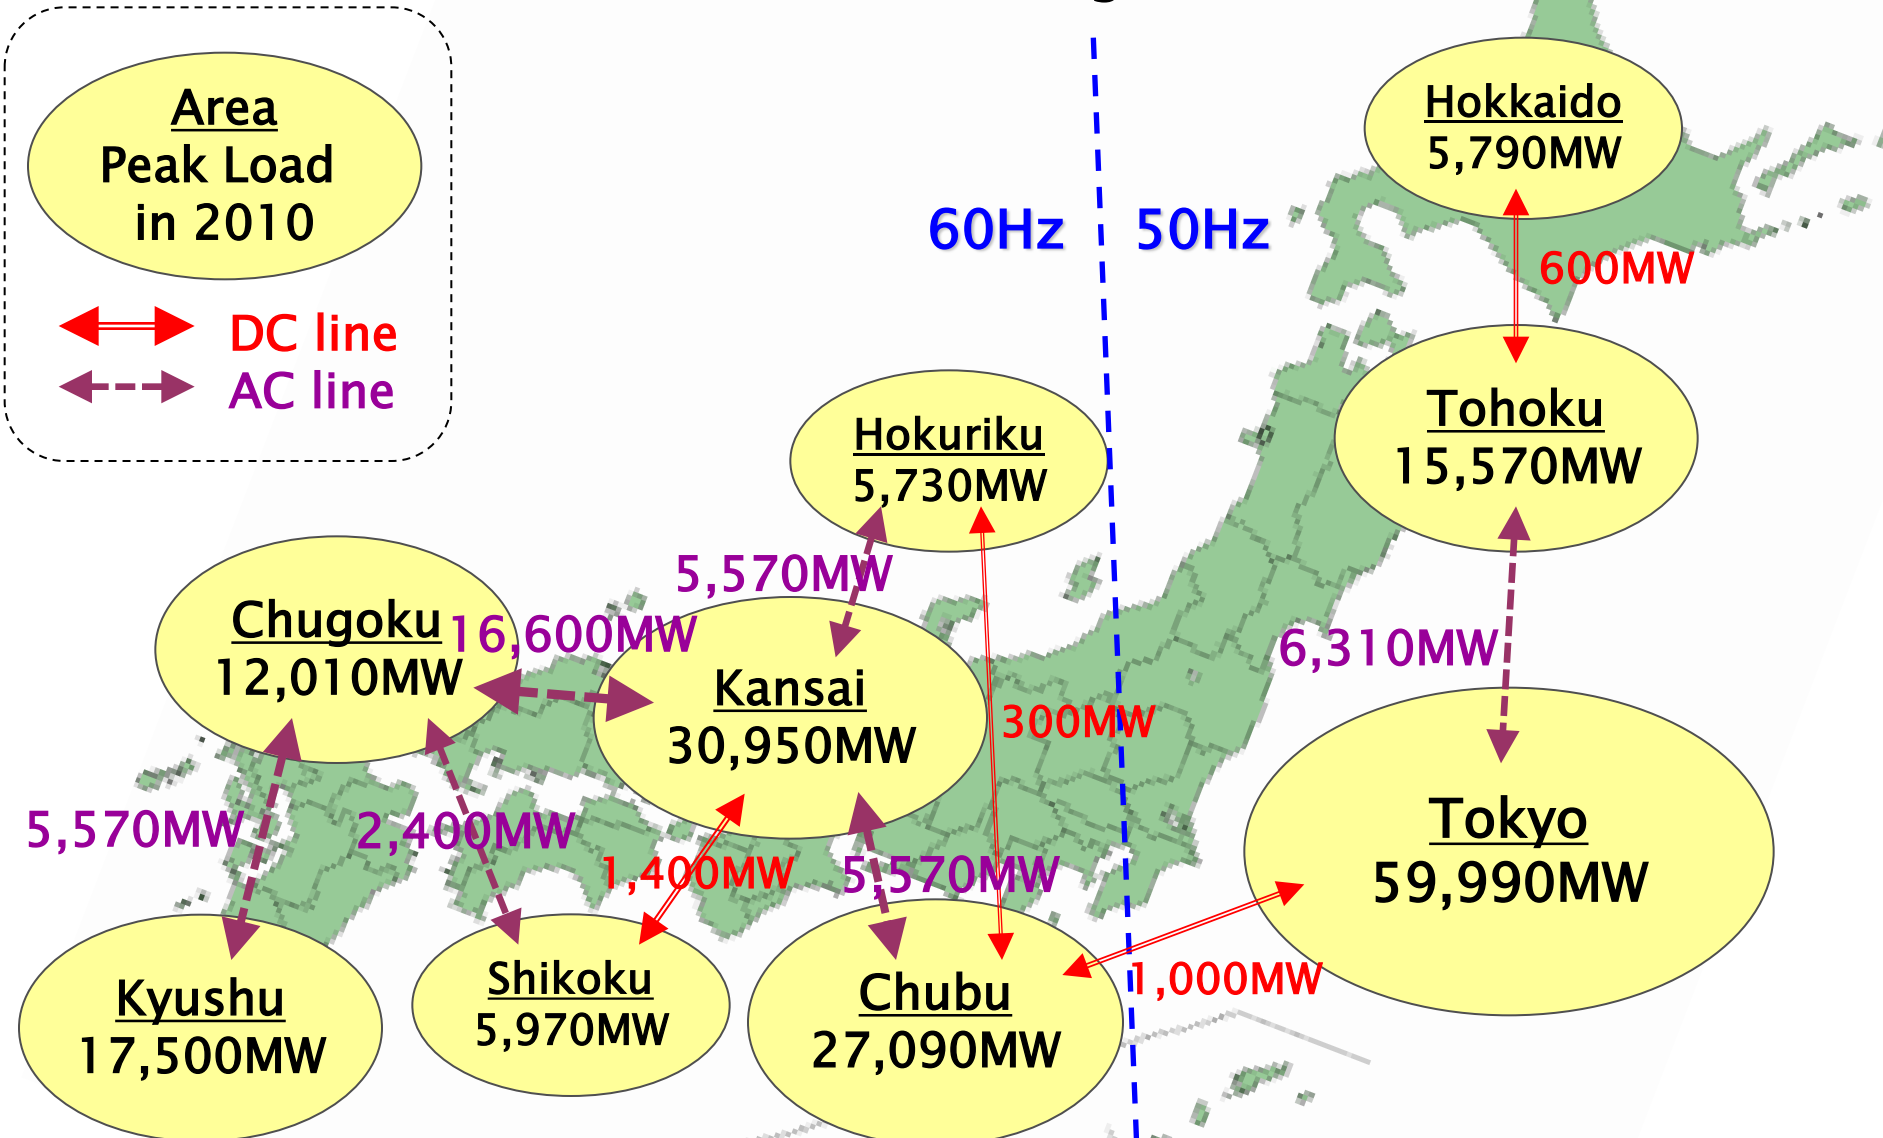 Area
Peak Load
in 2010
DC line
AC line
60Hz
50Hz
Hokkaido
5,790MW
600MW
Tohoku
15,570MW
Hokuriku
5,730MW
5,570MW
Chugoku
12,010MW
16,600MW
Kansai
30,950MW
300MW
6,310MW
Tokyo
59,990MW
5,570MW
2,400MW
1,400MW
5,570MW
1,000MW
Kyushu
17,500MW
Shikoku
5,970MW
Chubu
27,090MW